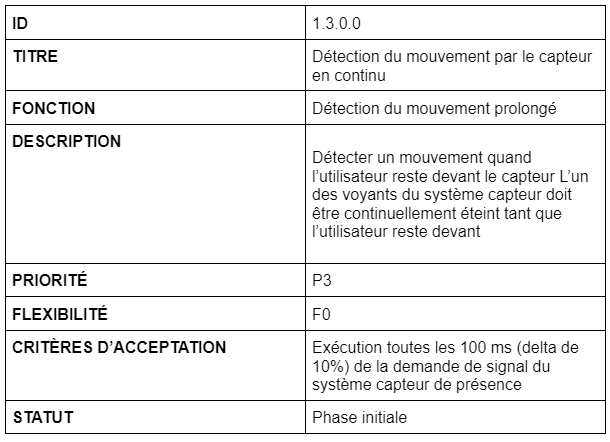 ID
1.3.0.0
TITRE
Détection du mouvement par le capteur
en continu
FONCTION
Détection du mouvement prolongé
DESCRIPTION
Détecter un mouvement quand
l’utilisateur reste devant le capteur L’un
des voyants du système capteur doit
être continuellement éteint tant que
l’utilisateur reste devant
PRIORITÉ
P3
FLEXIBILITÉ
F0
CRITÈRES D’ACCEPTATION
Exécution toutes les 100 ms (delta de
10%) de la demande de signal du
système capteur de présence
STATUT
Phase initiale